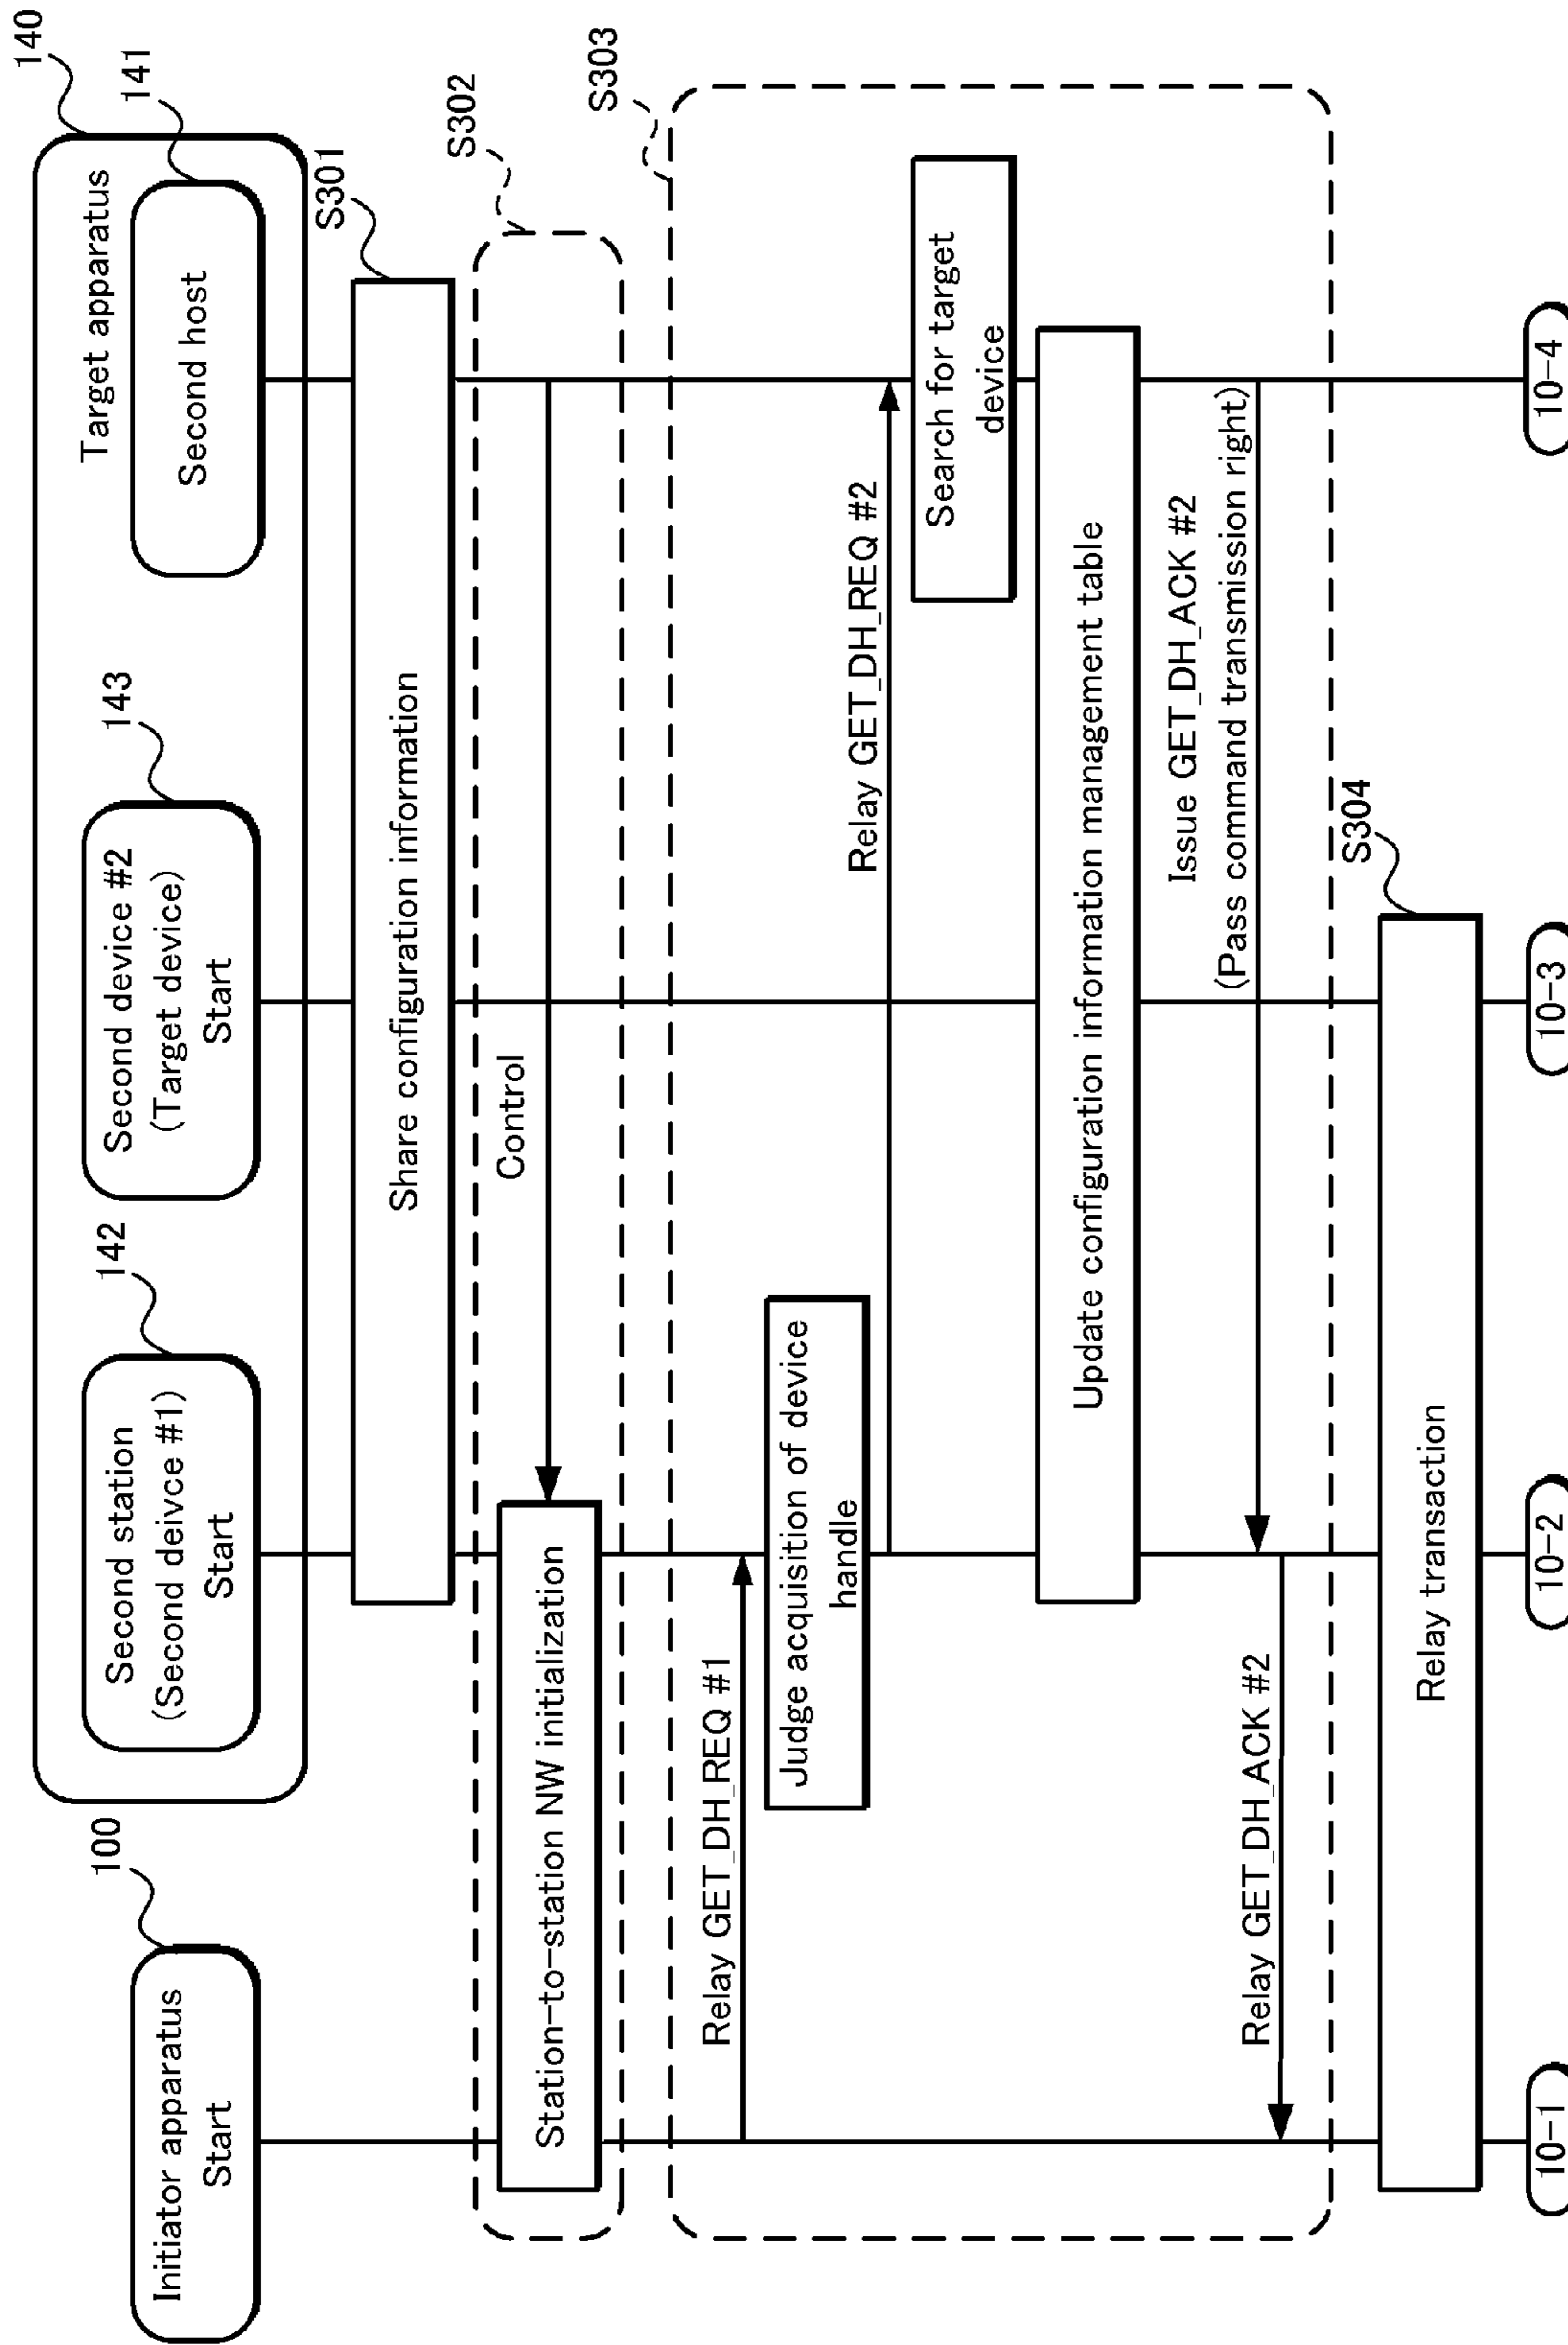 140
Target apparatus
141
100
142
143
Initiator apparatus
Start
Second station
(Second deivce #1)
Start
Second device #2
(Target device)
Start
Second host
S301
Share configuration information
S302
Control
Station-to-station NW initialization
S303
Relay GET_DH_REQ #1
Judge acquisition of device
handle
Relay GET_DH_REQ #2
Search for target
device
Update configuration information management table
Issue GET_DH_ACK #2
(Pass command transmission right)
Relay GET_DH_ACK #2
S304
Relay transaction
10-1
10-2
10-3
10-4